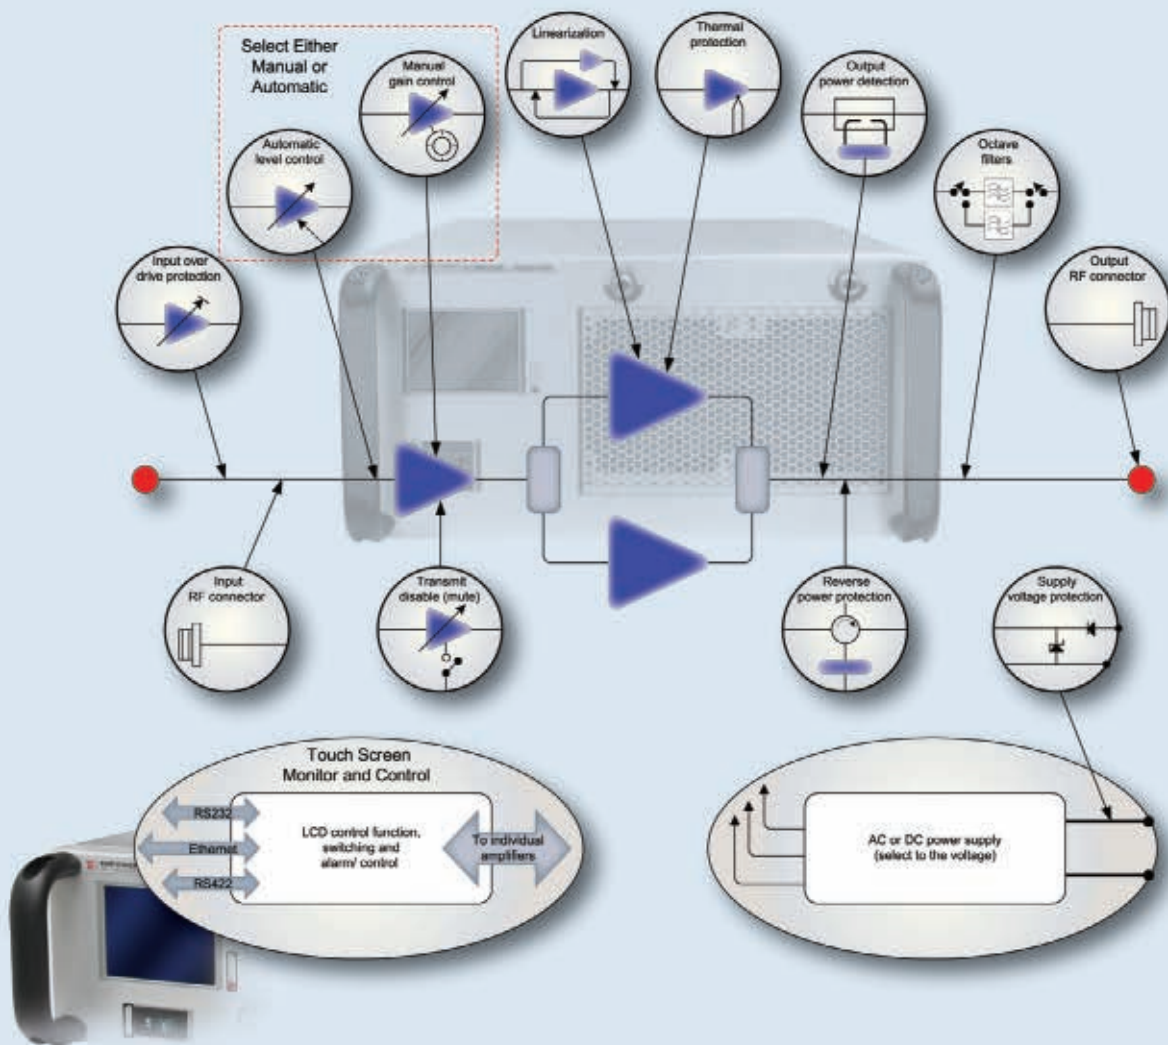 Select Either
Manual or
Automatic
Manual
gain control
Automatic
level control
Linearization
Thermal
protection
Output
power detection
Octave
filters
Input over
drive protection
Output
RF connector
Input
RF connector
Transmit
disable (mute)
Reverse
power protection
Supply
voltage protection
Touch Screen
Monitor and Control
RS232
Ethernet
RS422
LCD control function,
switching and
alarm/ control
To individual
amplifiers
AC or DC power supply
(select to the voltage)